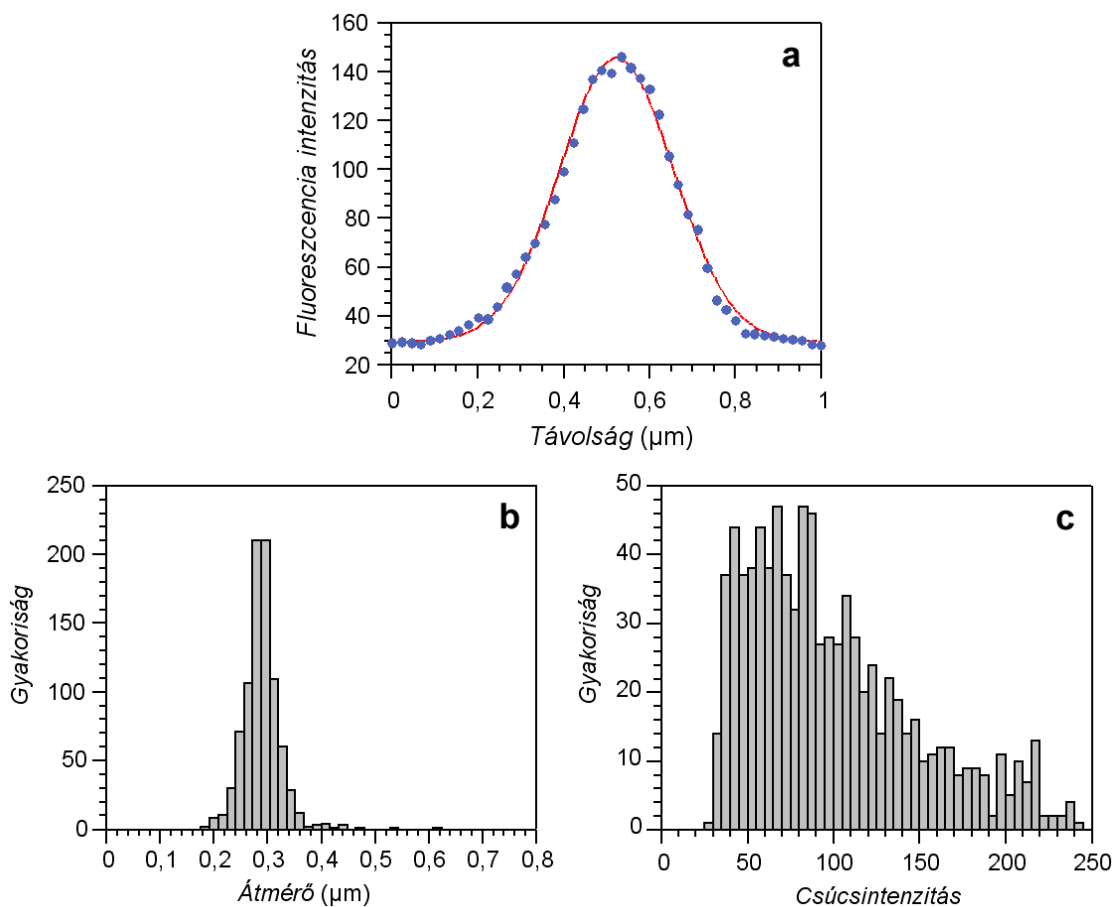 a
160
140
120
100
80
60
40
20
Fluoreszcencia intenzitás
0 0,2 0,4 0,6 0,8 1
Távolság (µm)
b
250
200
150
100
50
0
Gyakoriság
0 0,2 0,3 0,4 0,5 0,6 0,7 0,8
Átmérő (µm)
c
50
40
30
20
10
0
Gyakoriság
0 50 100 150 200 250
Csúcsintenzitás